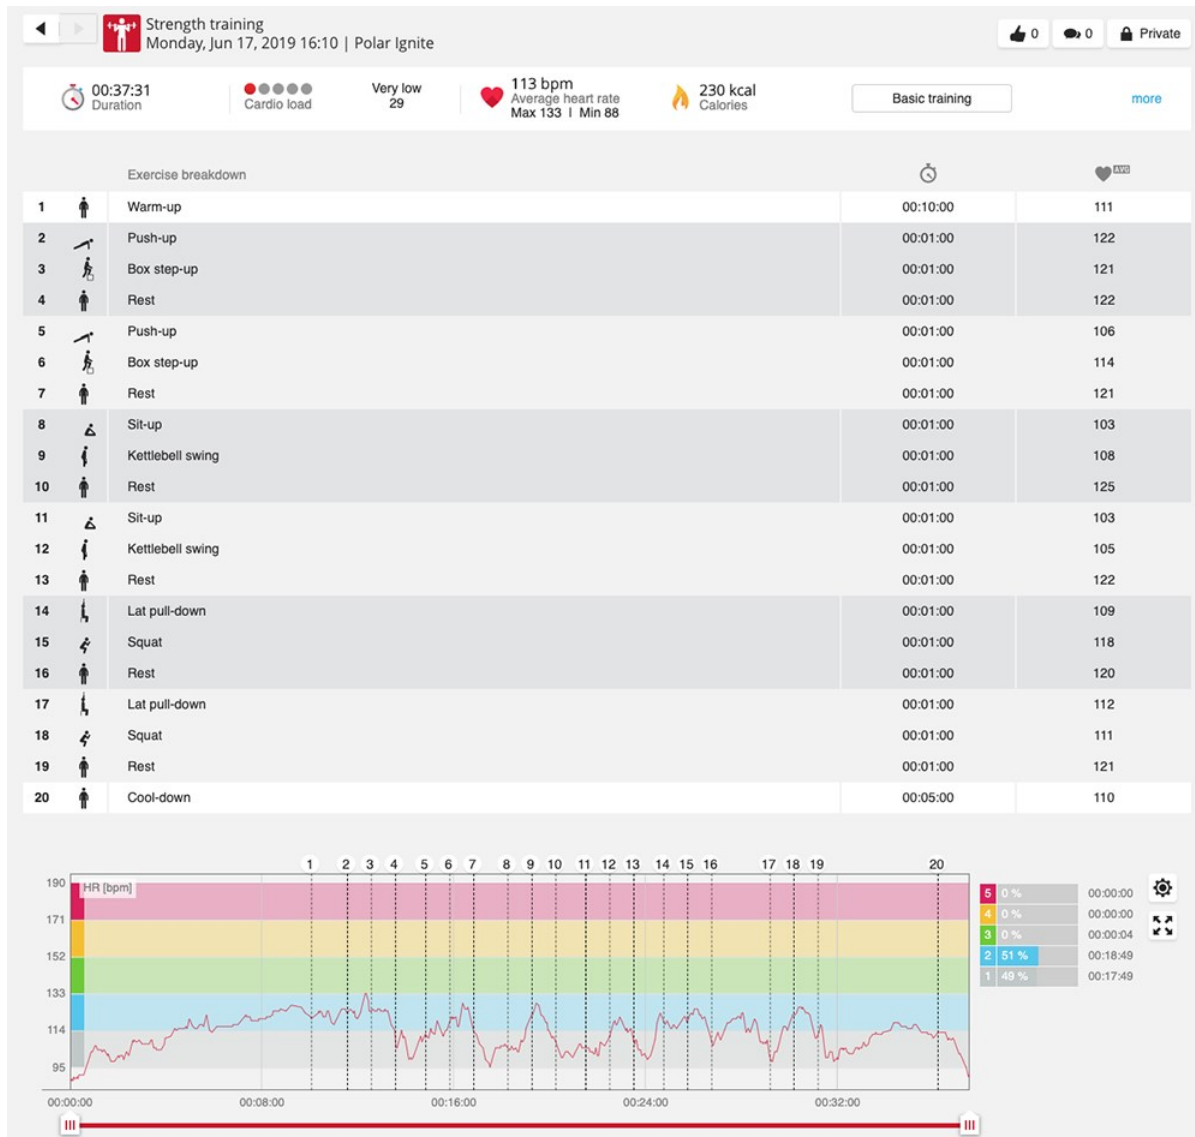 Strength training
Monday, Jun 17, 2019 16:10 | Polar Ignite
0 0 Private
00:37:31
Duration
Cardio load
Very low
29
113 bpm
Average heart rate
Max 133 | Min 88
230 kcal
Calories
Basic training
more
Exercise breakdown AVG
1 Warm-up 00:10:00 111
2 Push-up 00:01:00 122
3 Box step-up 00:01:00 121
4 Rest 00:01:00 122
5 Push-up 00:01:00 106
6 Box step-up 00:01:00 114
7 Rest 00:01:00 121
8 Sit-up 00:01:00 103
9 Kettlebell swing 00:01:00 108
10 Rest 00:01:00 125
11 Sit-up 00:01:00 103
12 Kettlebell swing 00:01:00 105
13 Rest 00:01:00 122
14 Lat pull-down 00:01:00 109
15 Squat 00:01:00 118
16 Rest 00:01:00 120
17 Lat pull-down 00:01:00 112
18 Squat 00:01:00 111
19 Rest 00:01:00 121
20 Cool-down 00:05:00 110
1 2 3 4 5 6 7 8 9 10 11 12 13 14 15 16 17 18 19 20
HR [bpm]
190
171
152
133
114
95
00:00:00 00:08:00 00:16:00 00:24:00 00:32:00
5 0 % 00:00:00
4 0 % 00:00:00
3 0 % 00:00:04
2 51 % 00:18:49
1 49 % 00:17:49